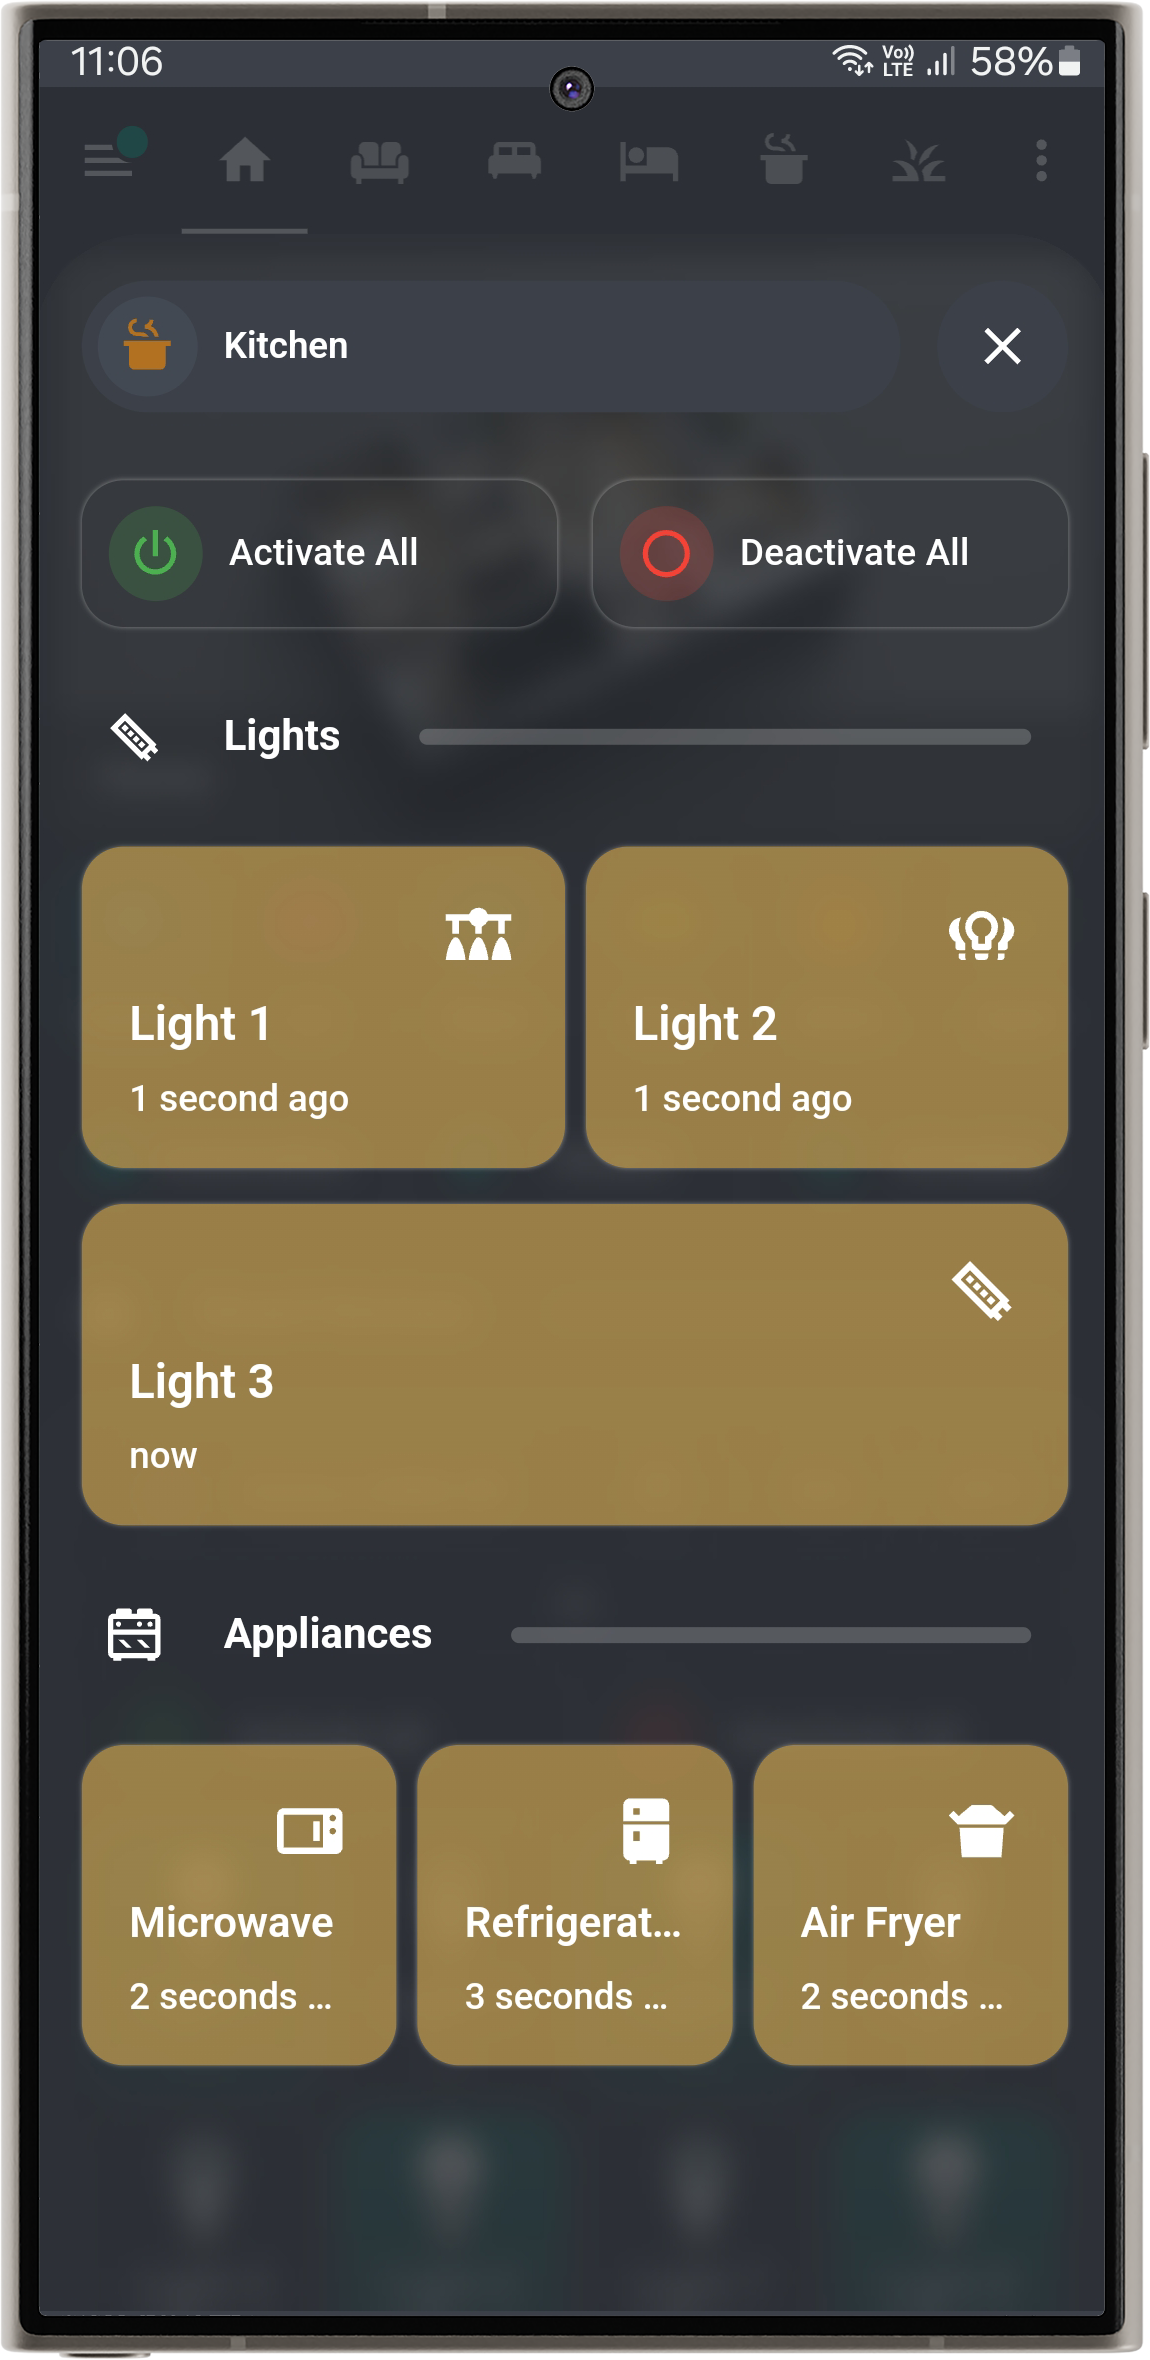 11:06
Vo)) LTE 58%
Kitchen
Activate All
Deactivate All
Lights
Light 1
1 second ago
Light 2
1 second ago
Light 3
now
Appliances
Microwave
2 seconds ...
Refrigerat...
3 seconds ...
Air Fryer
2 seconds ...